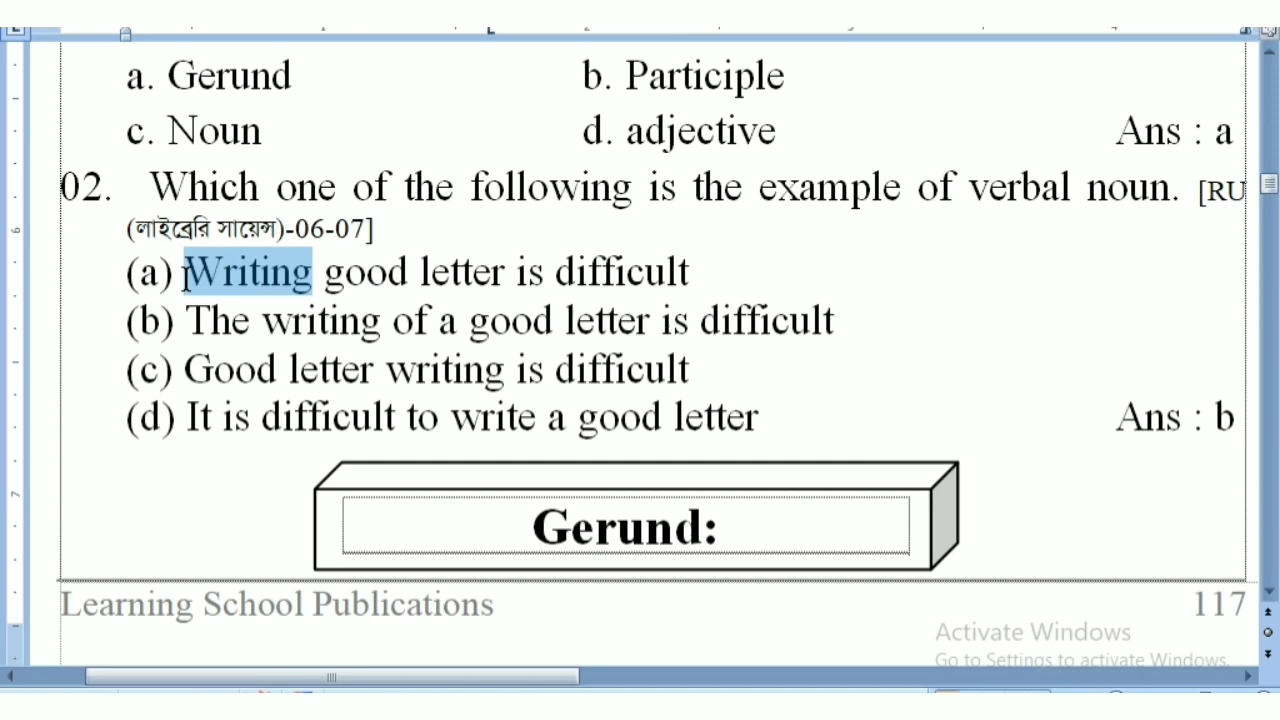 a. Gerund b. Participle
c. Noun d. adjective Ans : a
02. Which one of the following is the example of verbal noun. [RU
(লাইব্রেরি সায়েন্স)-06-07]
(a) Writing good letter is difficult
(b) The writing of a good letter is difficult
(c) Good letter writing is difficult
(d) It is difficult to write a good letter Ans : b
Gerund:
Learning School Publications 117
Activate Windows
Go to Settings to activate Windows.